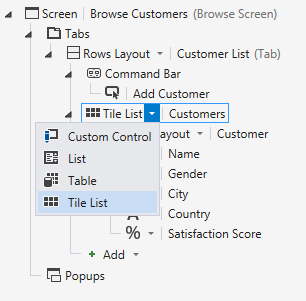 Screen | Browse Customers (Browse Screen)
Tabs
Rows Layout | Customer List (Tab)
Command Bar
Add Customer
Tile List | Customers
Custom Control ayout | Customer
List Name
Table Gender
Tile List City
Country
% Satisfaction Score
+ Add
Popups